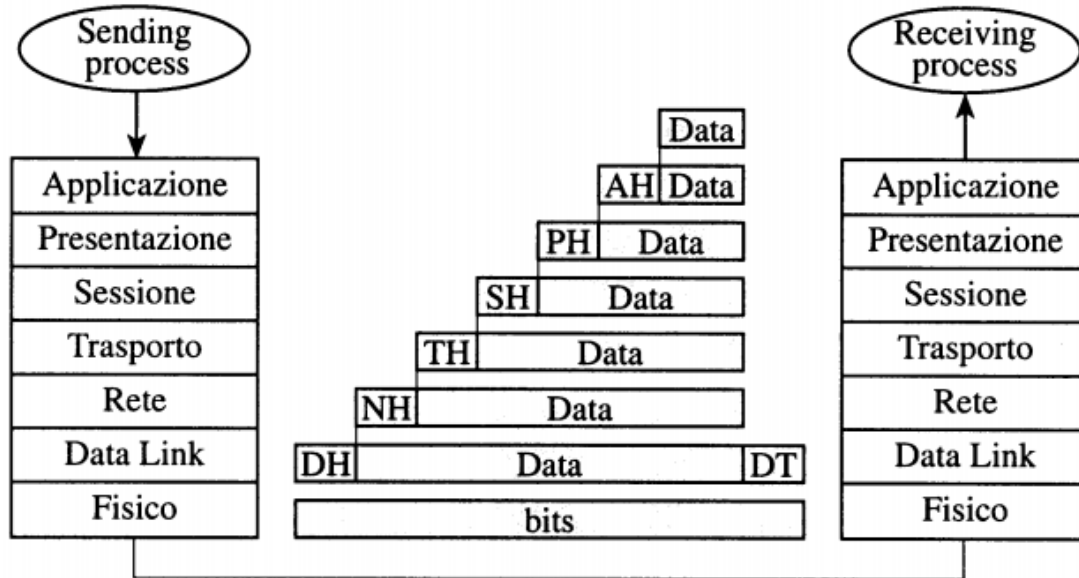 Sending
process
Receiving
process
Data
Applicazione
AH Data
Applicazione
Presentazione
PH Data
Presentazione
Sessione
SH Data
Sessione
Trasporto
TH Data
Trasporto
Rete
NH Data
Rete
Data Link
DH Data DT
Data Link
Fisico
bits
Fisico